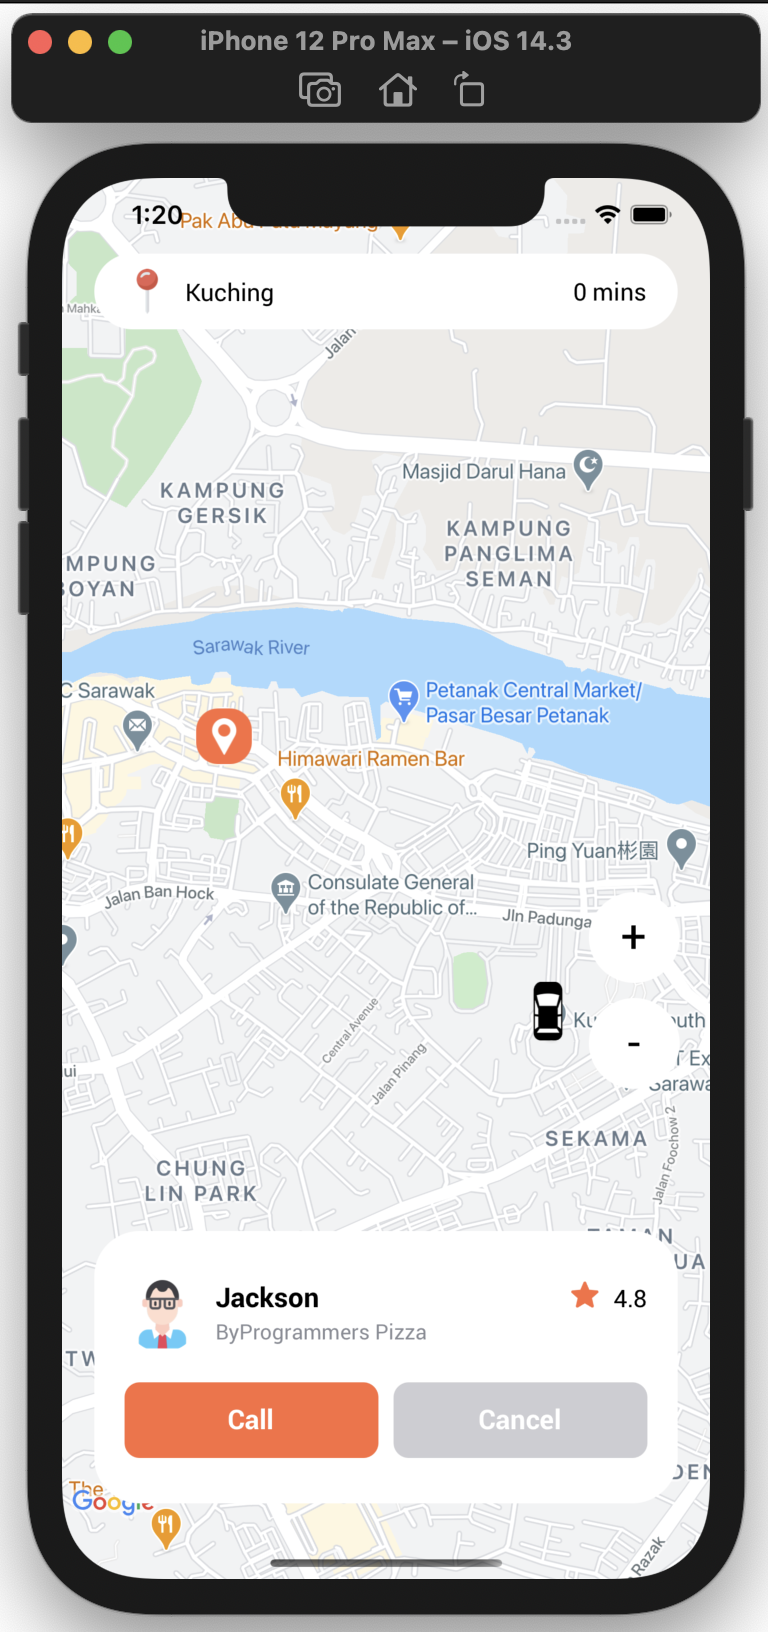 iPhone 12 Pro Max – iOS 14.3
1:20
Pak Abu
Kuching
0 mins
Jalan
Masjid Darul Hana
KAMPUNG
GERSIK
KAMPUNG
PANGLIMA
SEMAN
MPUNG
BOYAN
Sarawak River
C Sarawak
Petanak Central Market/
Pasar Besar Petanak
Himawari Ramen Bar
Ping Yuan彬園
Consulate General
of the Republic of...
Jalan Ban Hock
Jln Padunga
+
Central Avenue
Jalan Pinang
Ku
uth
-
T Ex
Sarawa
ui
SEKAMA
Jalan Foochow 2
CHUNG
LIN PARK
TAMAN
UA
Jackson
4.8
ByProgrammers Pizza
TW
Call
Cancel
DEN
The
Google
Razak